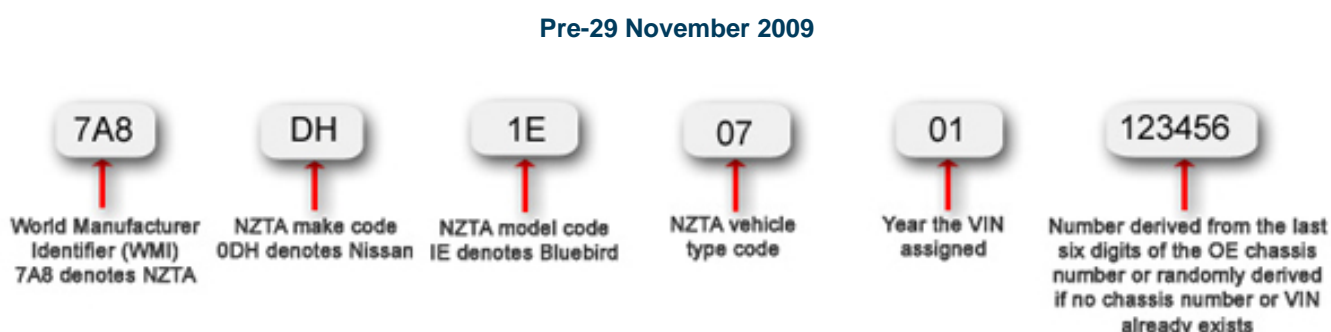 Pre-29 November 2009
7A8
DH
1E
07
01
123456
World Manufacturer
Identifier (WMI)
7A8 denotes NZTA
NZTA make code
0DH denotes Nissan
NZTA model code
IE denotes Bluebird
NZTA vehicle
type code
Year the VIN
assigned
Number derived from the last
six digits of the OE chassis
number or randomly derived
if no chassis number or VIN
already exists